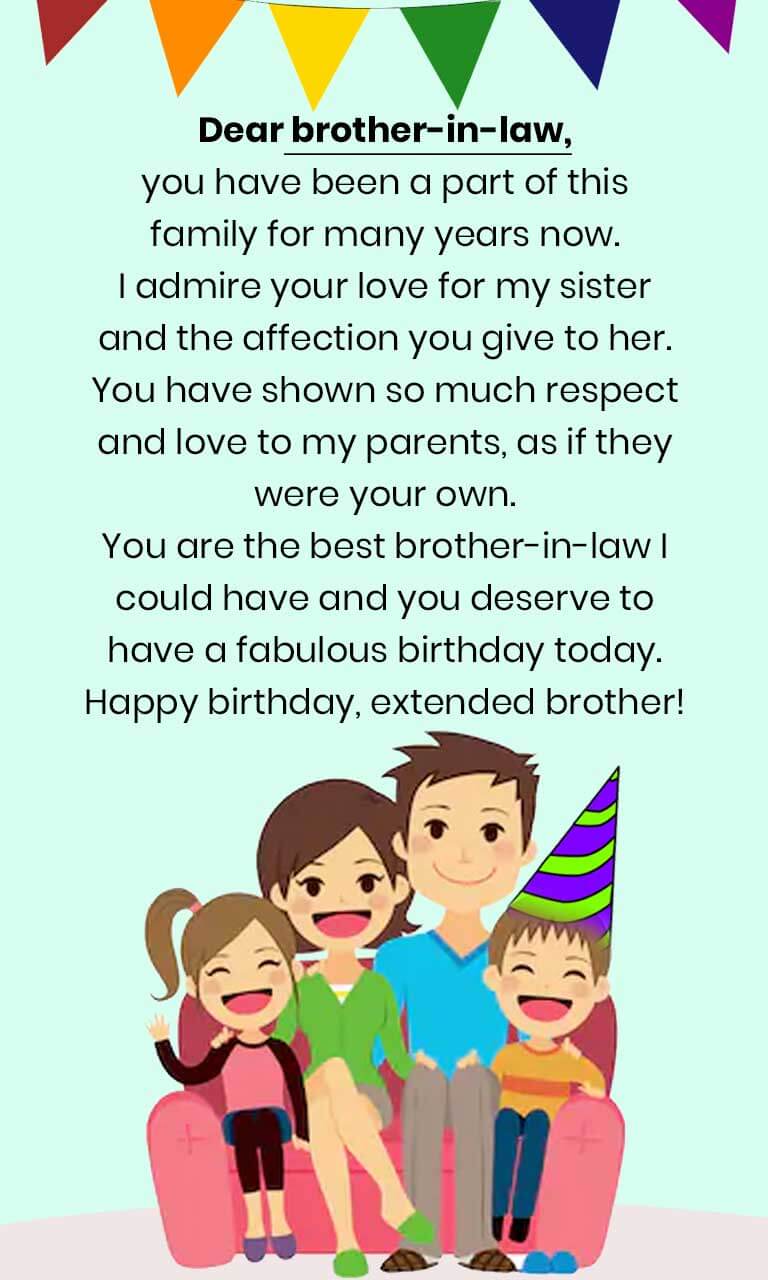 Dear brother-in-law,
you have been a part of this
family for many years now.
I admire your love for my sister
and the affection you give to her.
You have shown so much respect
and love to my parents, as if they
were your own.
You are the best brother-in-law I
could have and you deserve to
have a fabulous birthday today.
Happy birthday, extended brother!